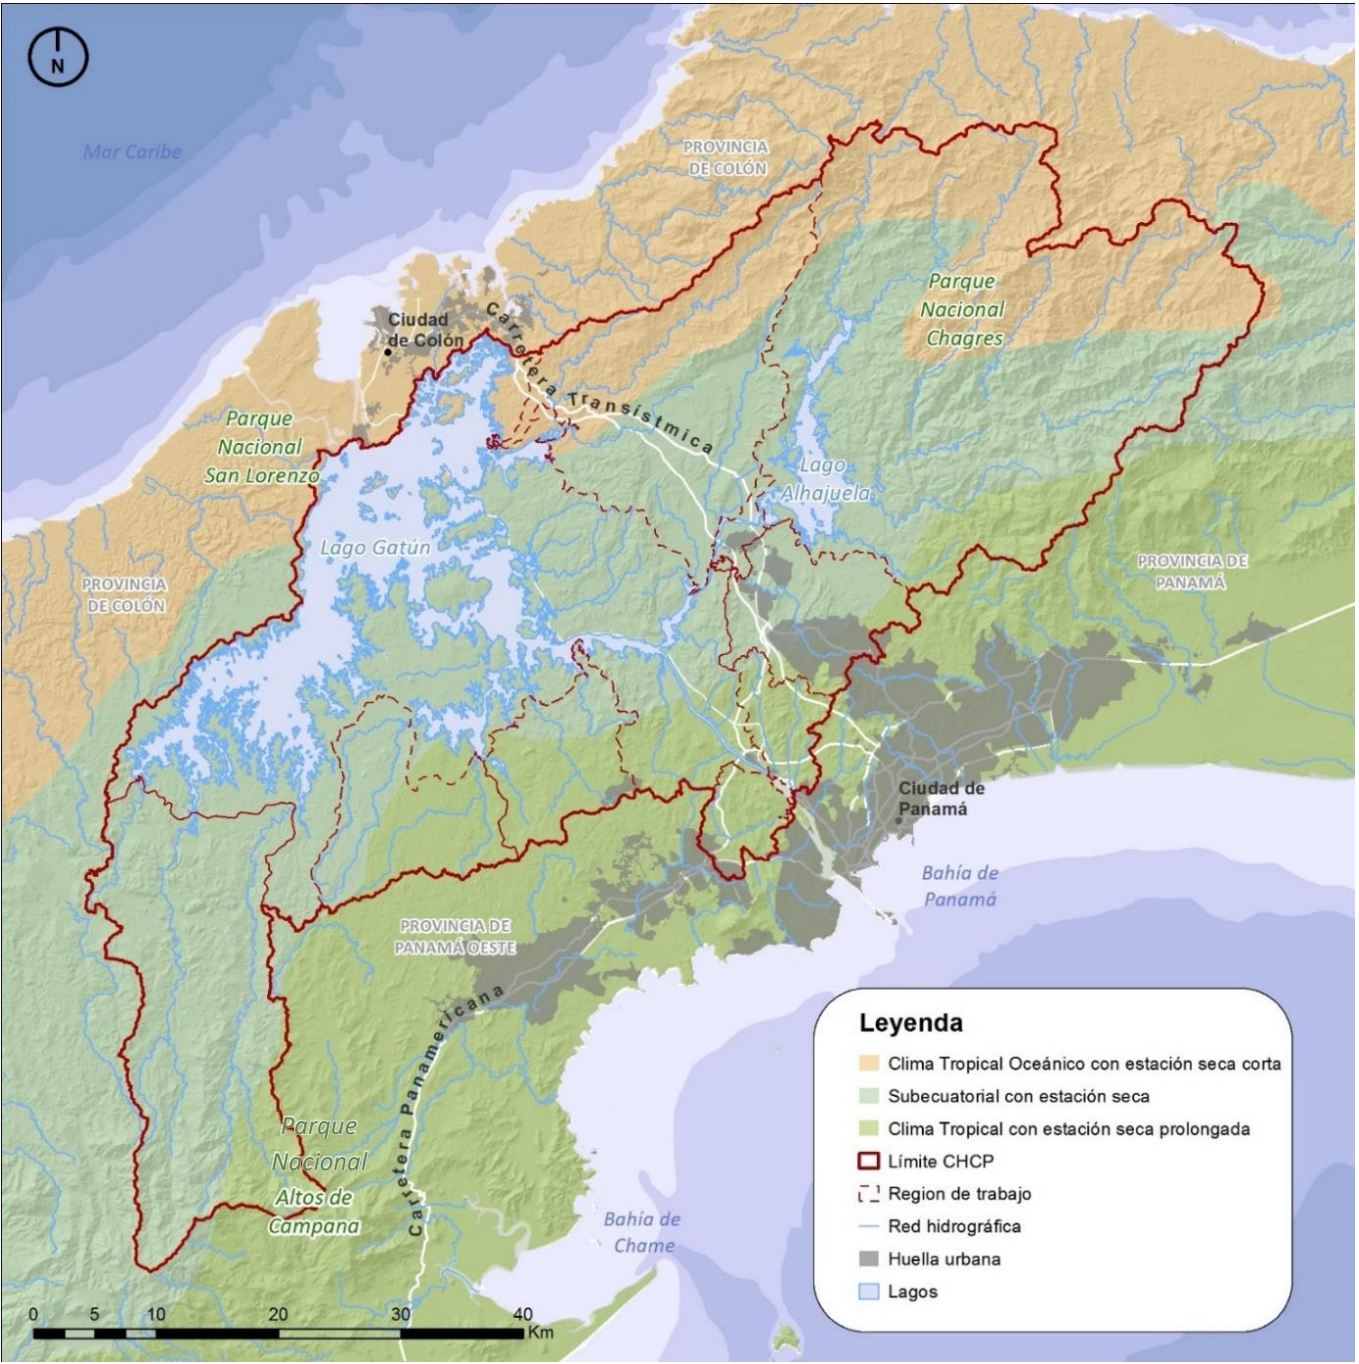 N
Mar Caribe
PROVINCIA
DE COLÓN
Parque
Nacional
Chagres
Ciudad
de Colón
Carretera Transístmica
Parque
Nacional
San Lorenzo
Lago
Alhajuela
Lago Gatún
PROVINCIA
DE COLÓN
PROVINCIA DE
PANAMÁ
Ciudad de
Panamá
Bahía de
Panamá
PROVINCIA DE
PANAMÁ OESTE
Carretera Panamericana
Parque
Nacional
Altos de
Campana
Bahía de
Chame
Leyenda
Clima Tropical Oceánico con estación seca corta
Subecuatorial con estación seca
Clima Tropical con estación seca prolongada
Límite CHCP
Region de trabajo
Red hidrográfica
Huella urbana
Lagos
0 5 10 20 30 40
Km